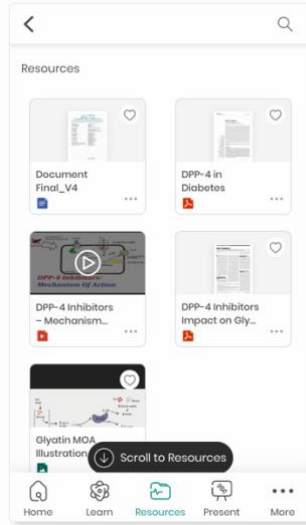 Resources
Document
Final_V4
DPP-4 in
Diabetes
DPP-4 Inhibitors-
Mechanism Of Action
DPP-4 Inhibitors
– Mechanism...
DPP-4 Inhibitors
Impact on Gly...
Glyatin MOA
Illustration
Scroll to Resources
Home
Learn
Resources
Present
More